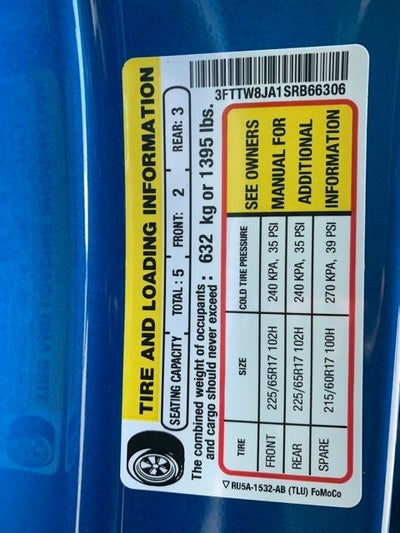 3FTTW8JA1SRB66306
TIRE AND LOADING INFORMATION
SEATING CAPACITY TOTAL : 5 FRONT: 2 REAR: 3
The combined weight of occupants
and cargo should never exceed : 632 kg or 1395 lbs.
TIRE SIZE COLD TIRE PRESSURE
FRONT 225/65R17 102H 240 KPA, 35 PSI
REAR 225/65R17 102H 240 KPA, 35 PSI
SPARE 215/60R17 100H 270 KPA, 39 PSI
SEE OWNERS
MANUAL FOR
ADDITIONAL
INFORMATION
▽ RU5A-1532-AB (TLU) FoMoCo